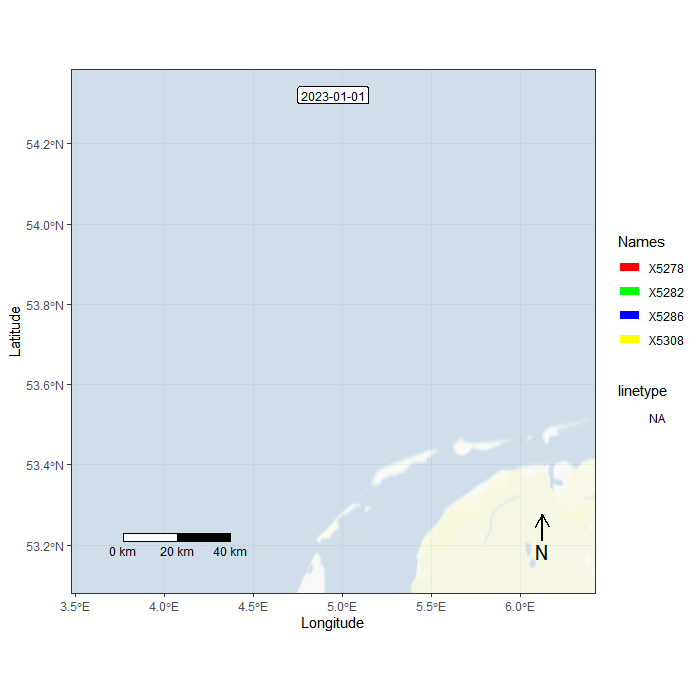 2023-01-01
54.2°N
54.0°N
53.8°N
53.6°N
53.4°N
53.2°N
Latitude
0 km 20 km 40 km
N
3.5°E 4.0°E 4.5°E 5.0°E 5.5°E 6.0°E
Longitude
Names
X5278
X5282
X5286
X5308
linetype
NA